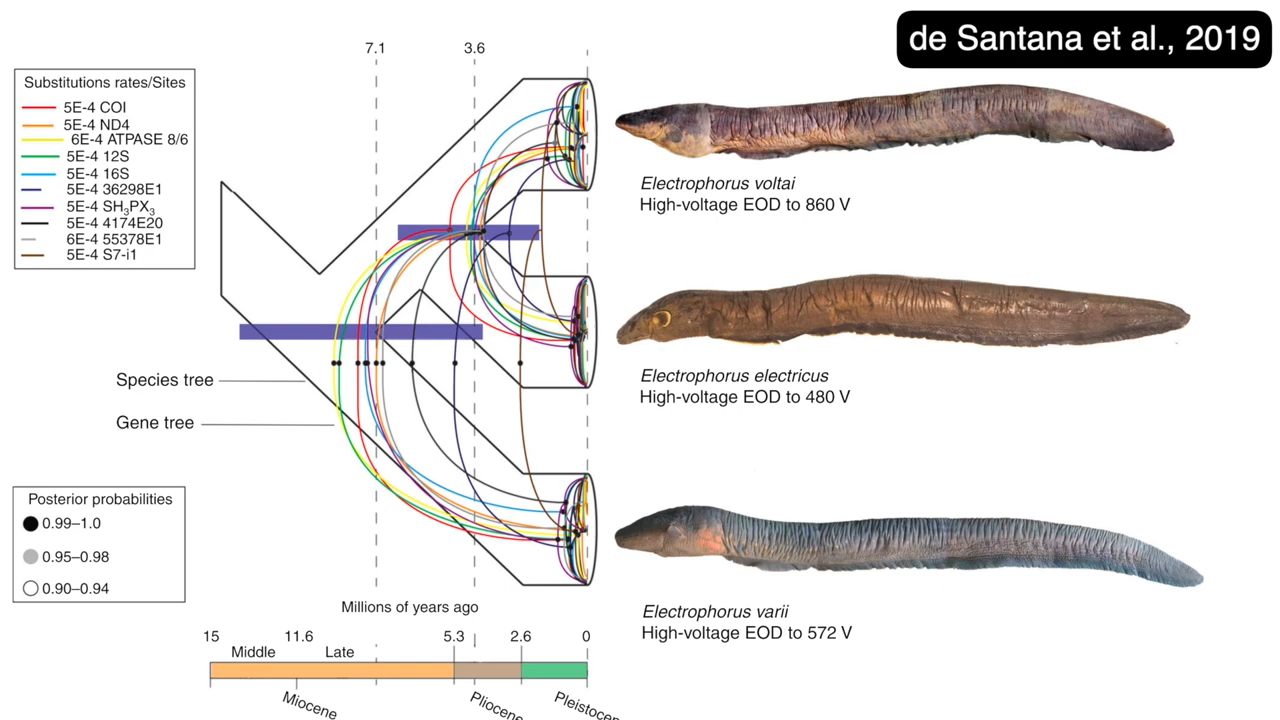 de Santana et al., 2019
7.1
3.6
Substitutions rates/Sites
5E-4 COI
5E-4 ND4
6E-4 ATPASE 8/6
5E-4 12S
5E-4 16S
5E-4 36298E1
5E-4 SH3PX3
5E-4 4174E20
6E-4 55378E1
5E-4 S7-i1
Electrophorus voltai
High-voltage EOD to 860 V
Electrophorus electricus
High-voltage EOD to 480 V
Species tree
Gene tree
Posterior probabilities
0.99–1.0
0.95–0.98
0.90–0.94
Electrophorus varii
High-voltage EOD to 572 V
Millions of years ago
15 11.6 5.3 2.6 0
Middle Late
Miocene Pliocene Pleistocen